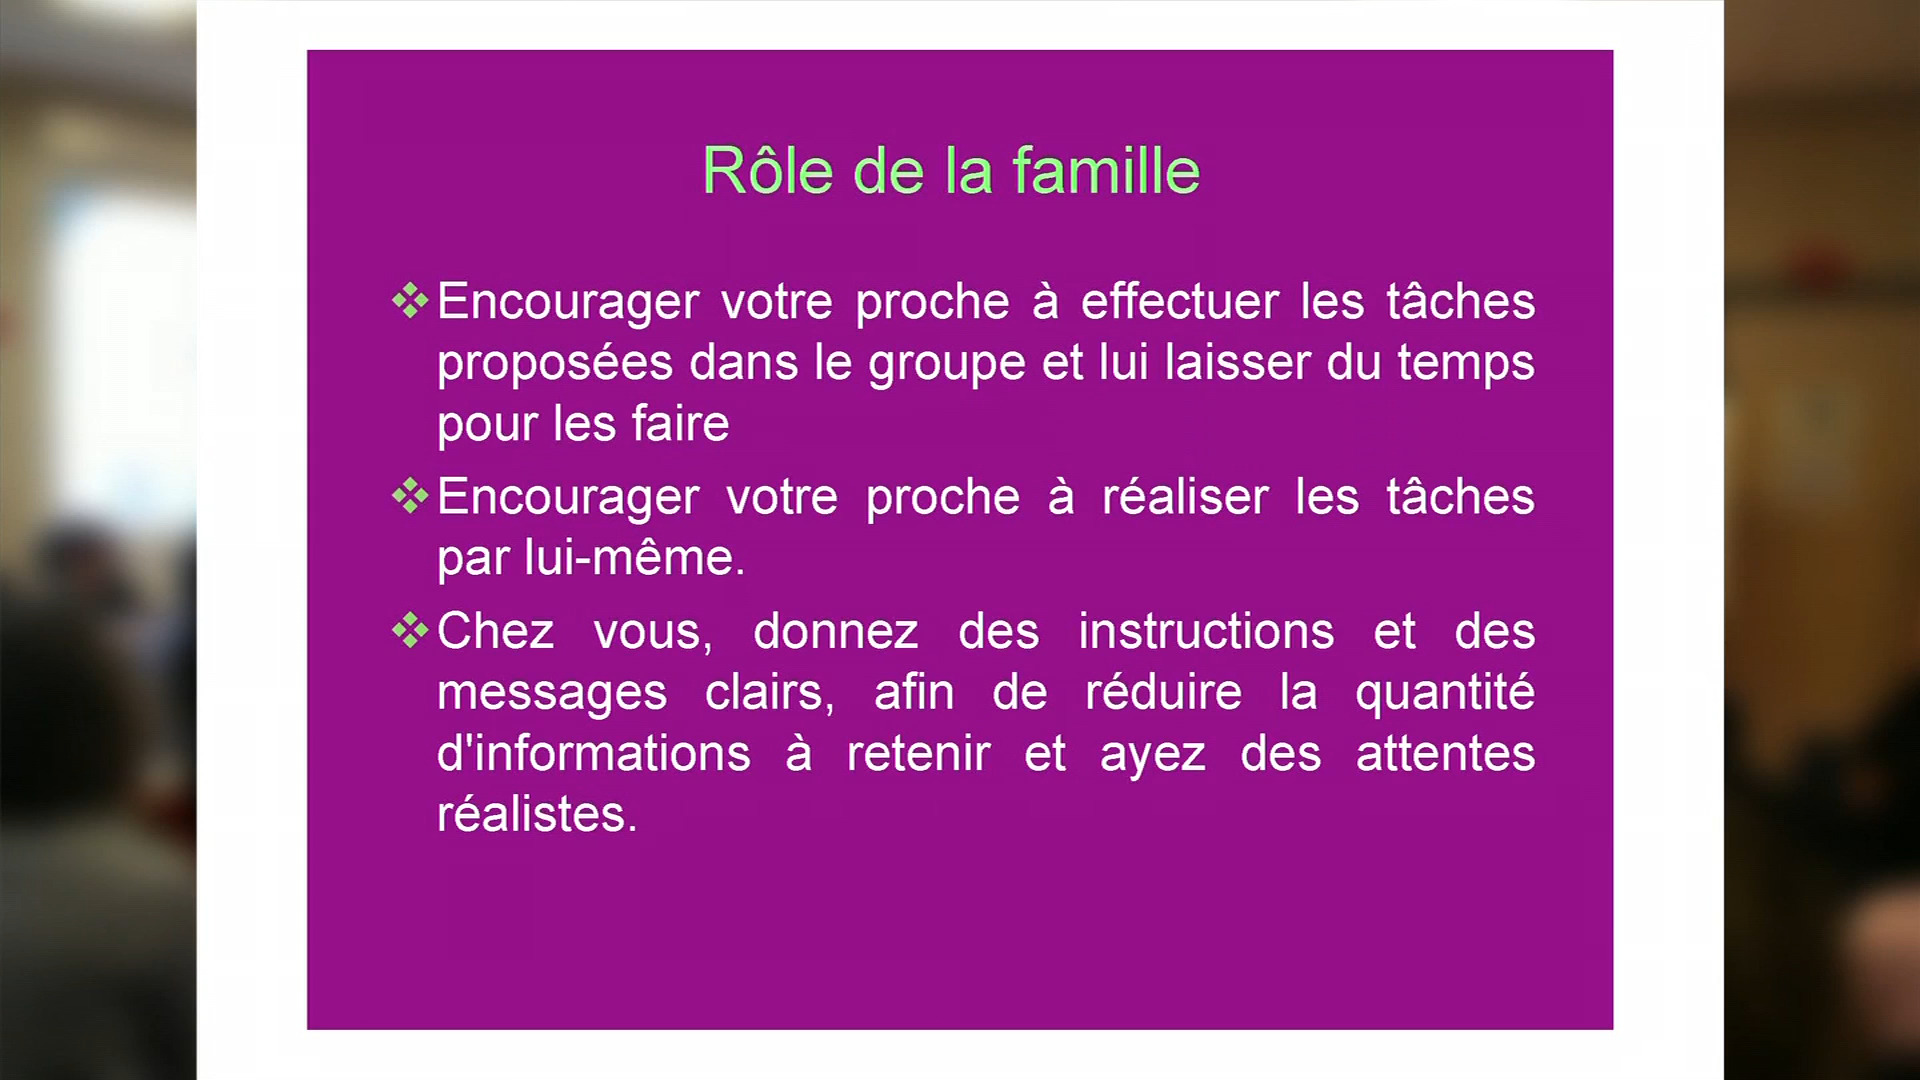 Rôle de la famille
Encourager votre proche à effectuer les tâches
proposées dans le groupe et lui laisser du temps
pour les faire
Encourager votre proche à réaliser les tâches
par lui-même.
Chez vous, donnez des instructions et des
messages clairs, afin de réduire la quantité
d'informations à retenir et ayez des attentes
réalistes.